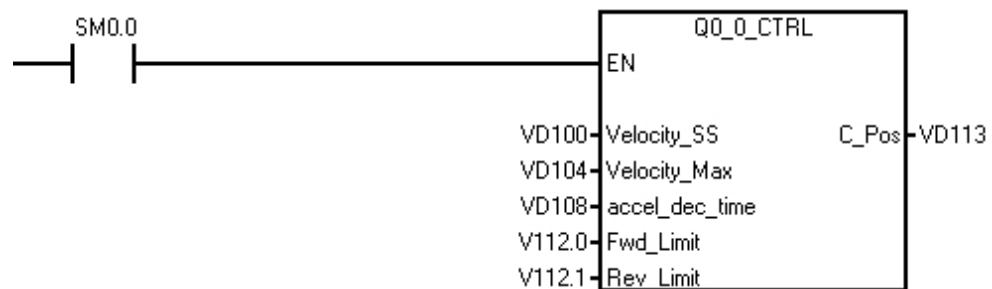 SM0.0
Q0_0_CTRL
EN
VD100 Velocity_SS C_Pos VD113
VD104 Velocity_Max
VD108 accel_dec_time
V112.0 Fwd_Limit
V112.1 Rev_Limit